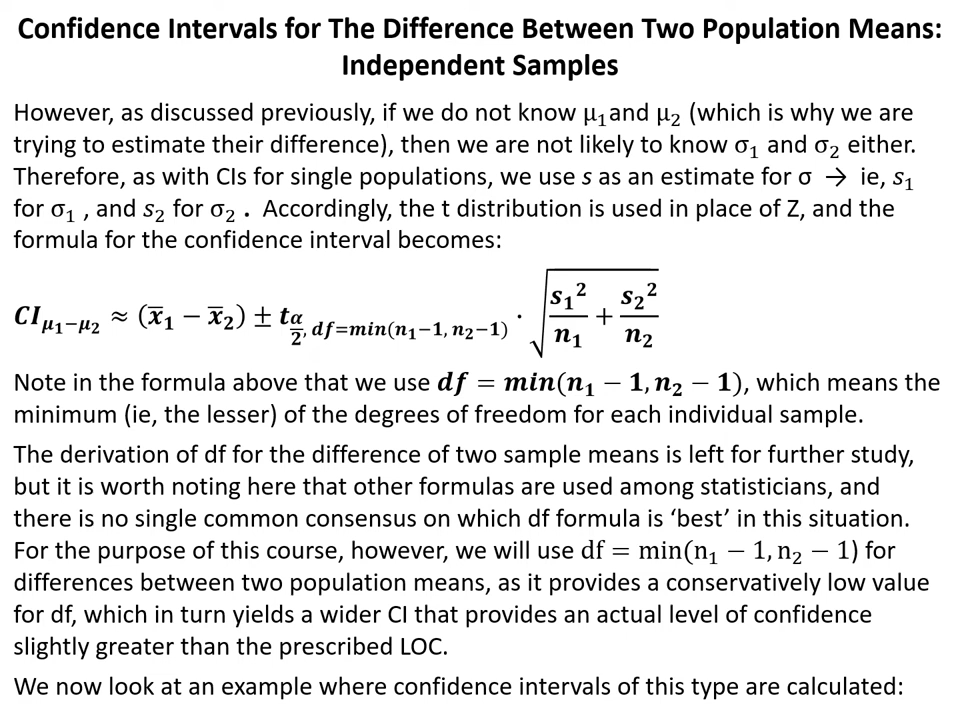 Confidence Intervals for The Difference Between Two Population Means:
Independent Samples
However, as discussed previously, if we do not know μ₁and μ₂ (which is why we are
trying to estimate their difference), then we are not likely to know σ₁ and σ₂ either.
Therefore, as with CIs for single populations, we use s as an estimate for σ → ie, s₁
for σ₁ , and s₂ for σ₂ . Accordingly, the t distribution is used in place of Z, and the
formula for the confidence interval becomes:
CI_{μ₁−μ₂} ≈ (x̅₁ − x̅₂) ± t_{α/2, df=min(n₁−1, n₂−1)} · √(s₁²/n₁ + s₂²/n₂)
Note in the formula above that we use df = min(n₁ − 1, n₂ − 1), which means the
minimum (ie, the lesser) of the degrees of freedom for each individual sample.
The derivation of df for the difference of two sample means is left for further study,
but it is worth noting here that other formulas are used among statisticians, and
there is no single common consensus on which df formula is ‘best’ in this situation.
For the purpose of this course, however, we will use df = min(n₁ − 1, n₂ − 1) for
differences between two population means, as it provides a conservatively low value
for df, which in turn yields a wider CI that provides an actual level of confidence
slightly greater than the prescribed LOC.
We now look at an example where confidence intervals of this type are calculated: